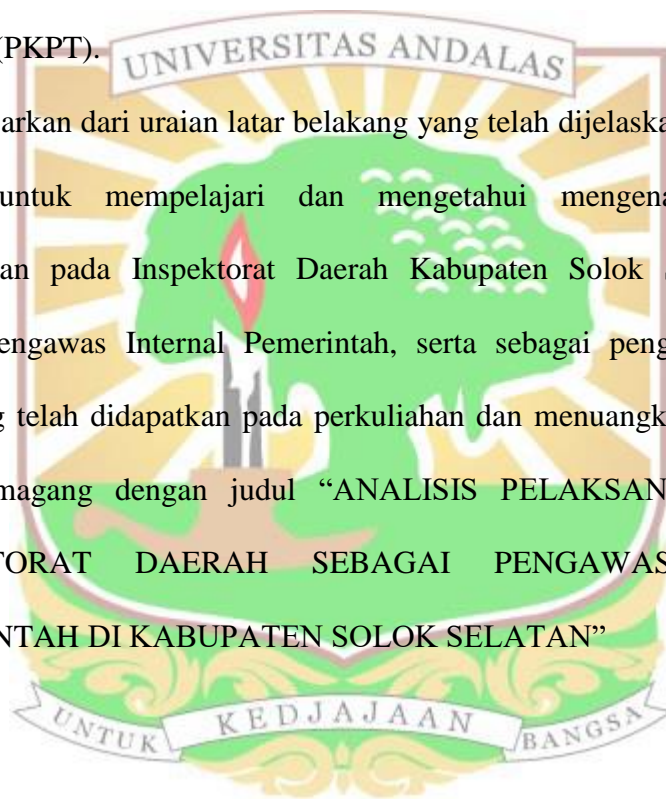 (PKPT).
UNIVERSITAS ANDALAS
arkan dari uraian latar belakang yang telah dijelaska
untuk mempelajari dan mengetahui mengena
an pada Inspektorat Daerah Kabupaten Solok
engawas Internal Pemerintah, serta sebagai peng
telah didapatkan pada perkuliahan dan menuangk
magang dengan judul “ANALISIS PELAKSAN
TORAT DAERAH SEBAGAI PENGAWAS
NTAH DI KABUPATEN SOLOK SELATAN”
UNTUK KEDJAJAAN BANGSA